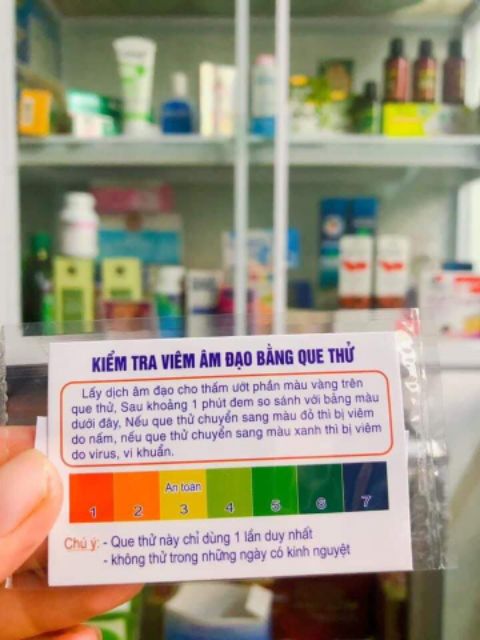 KIỂM TRA VIÊM ÂM ĐẠO BẰNG QUE THỬ
Lấy dịch âm đạo cho thấm ướt phần màu vàng trên
que thử, Sau khoảng 1 phút đem so sánh với bảng màu
dưới đây, Nếu que thử chuyển sang màu đỏ thì bị viêm
do nấm, nếu que thử chuyển sang màu xanh thì bị viêm
do virus, vi khuẩn.
An toàn
1 2 3 4 5 6 7
Chú ý: - Que thử này chỉ dùng 1 lần duy nhất
- không thử trong những ngày có kinh nguyệt